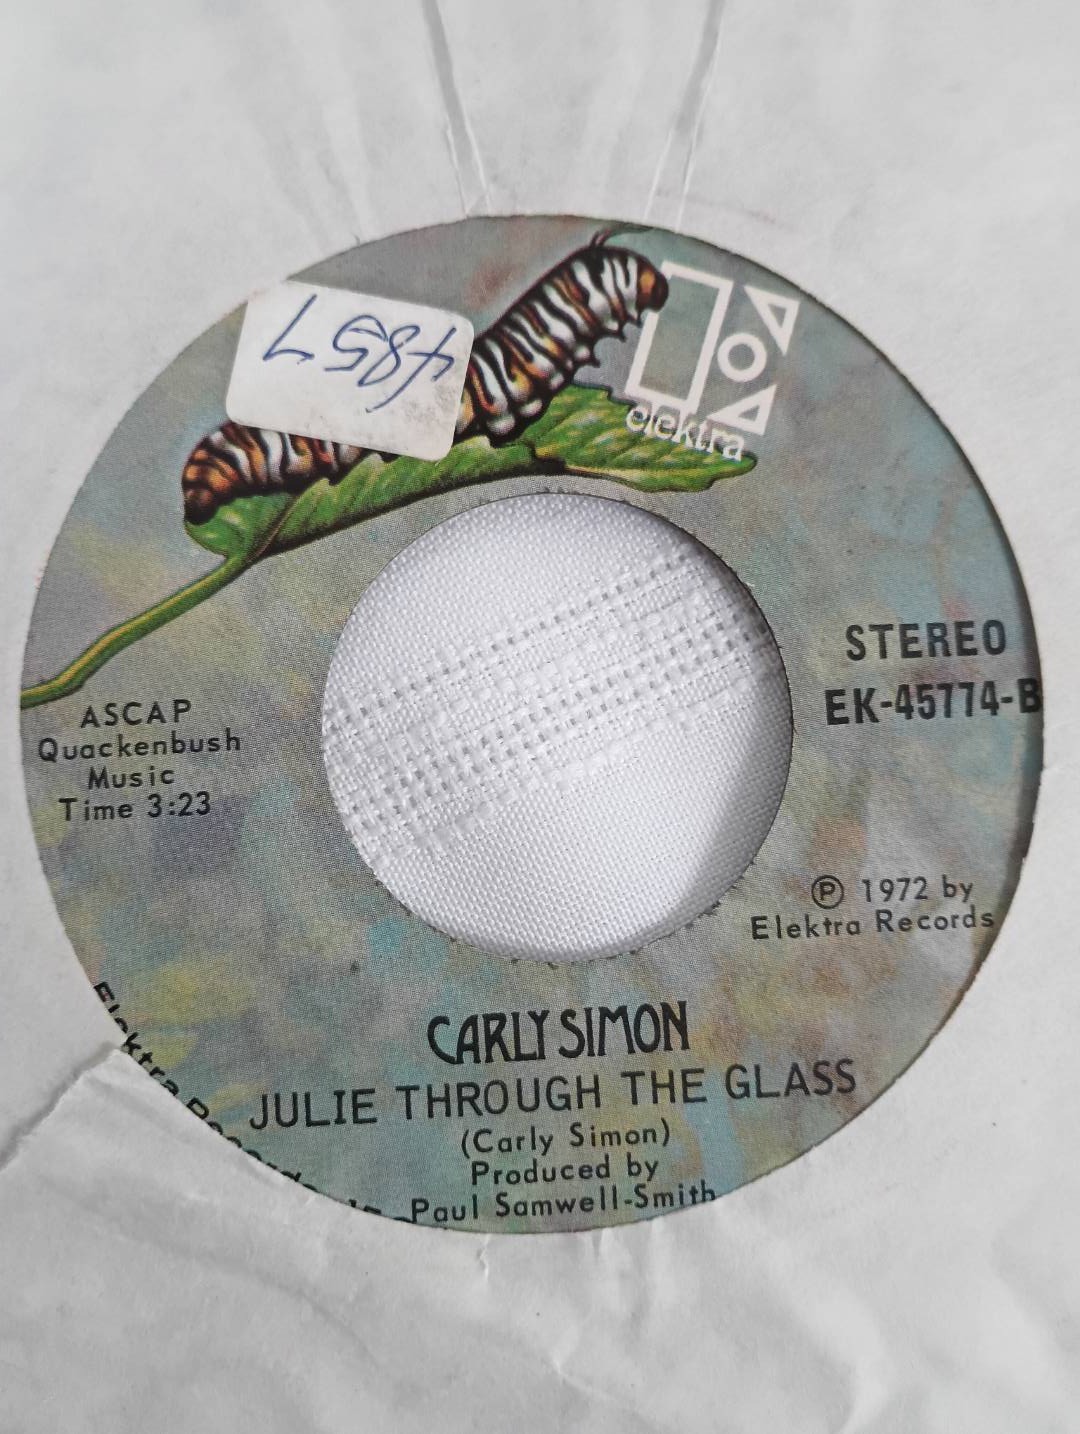 4857
elektra
STEREO
EK-45774-B
ASCAP
Quackenbush
Music
Time 3:23
℗ 1972 by
Elektra Records
CARLY SIMON
JULIE THROUGH THE GLASS
(Carly Simon)
Produced by
Paul Samwell-Smith
Elektra